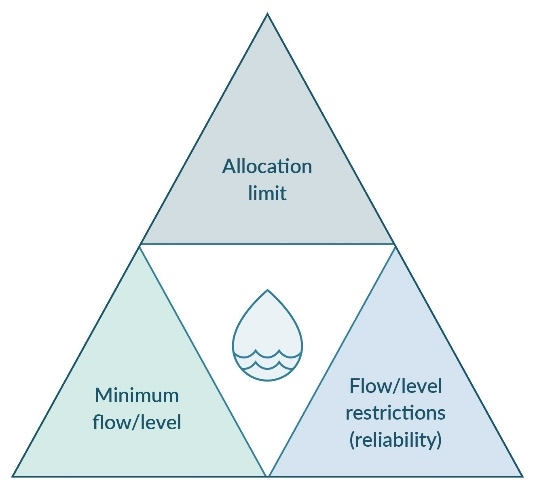 Allocation
limit
Minimum
flow/level
Flow/level
restrictions
(reliability)